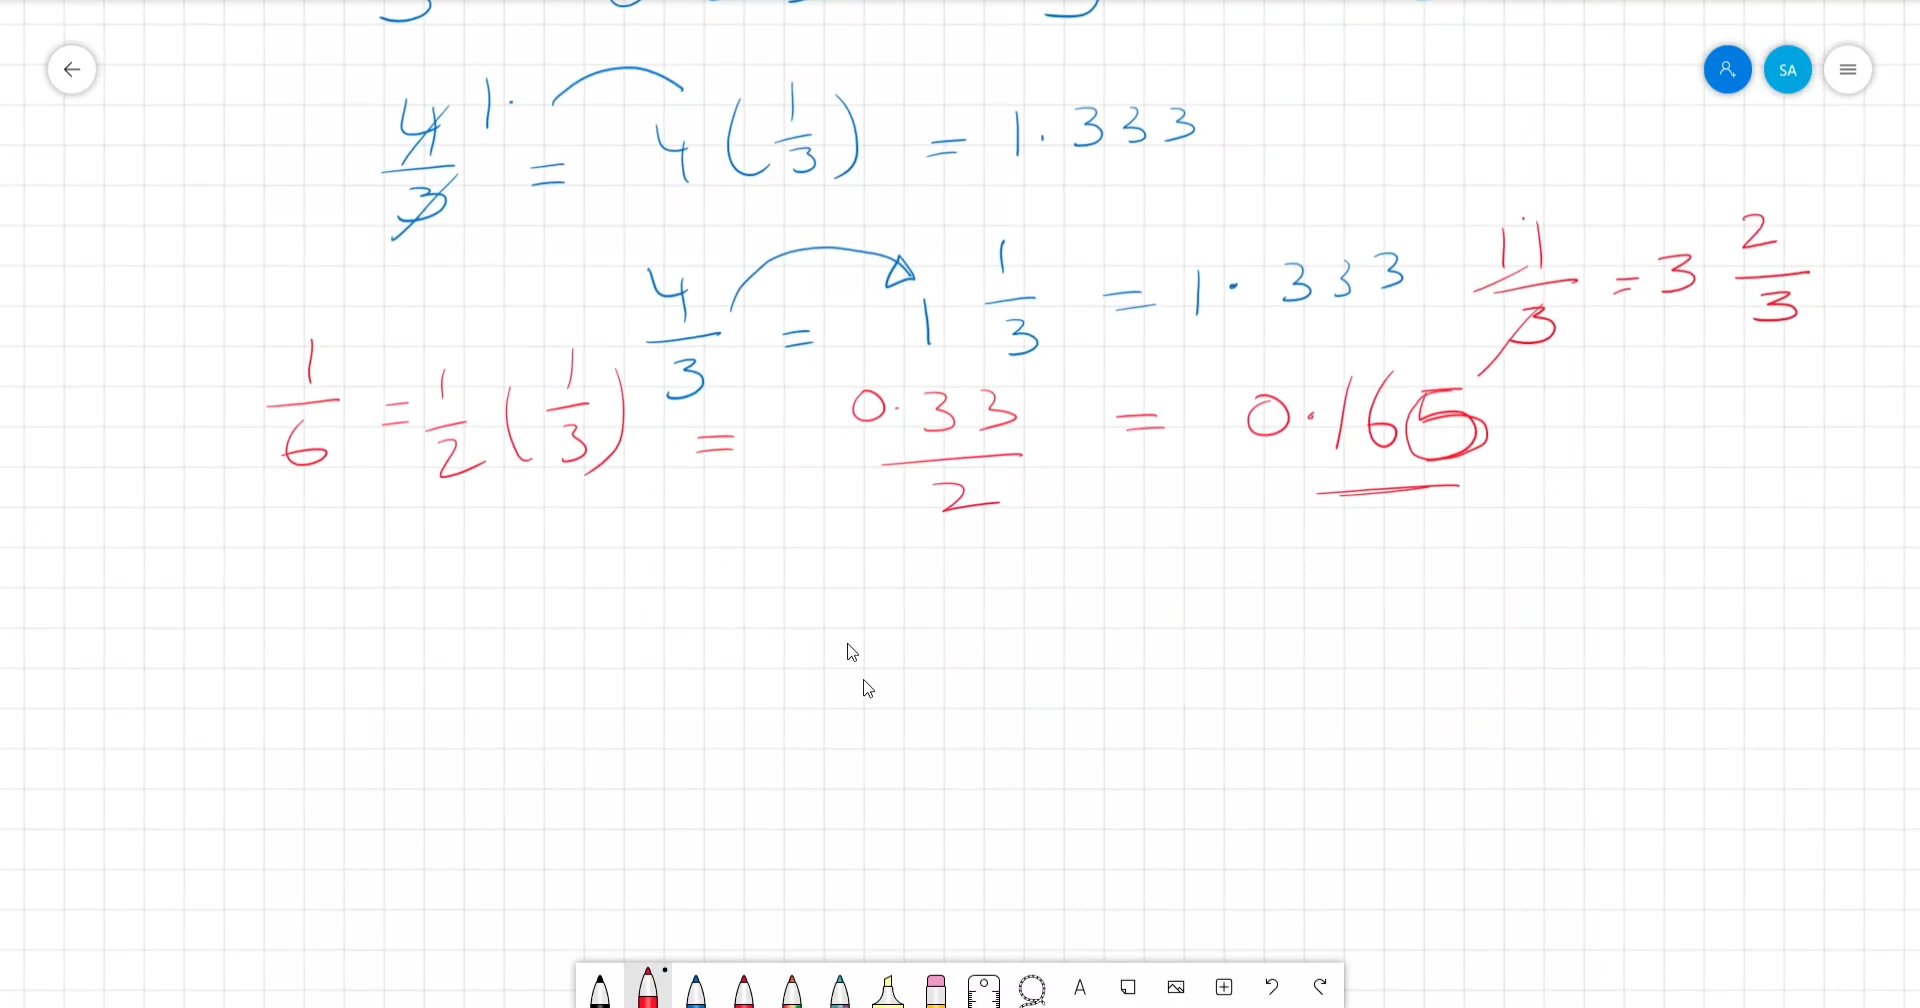 SA
4/3 1. = 4 (1/3) = 1.333
4/3 = 1 1/3 = 1.333
11/3 = 3 2/3
1/6 = 1/2 (1/3) = 0.33/2 = 0.165
A